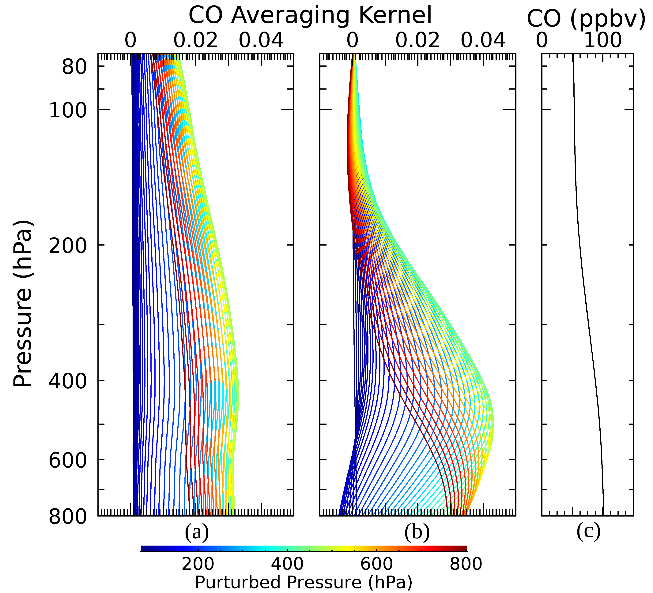 CO Averaging Kernel
CO (ppbv)
0 0.02 0.04
0 0.02 0.04
0 100
80
100
200
400
600
800
Pressure (hPa)
(a)
(b)
(c)
200 400 600 800
Purturbed Pressure (hPa)